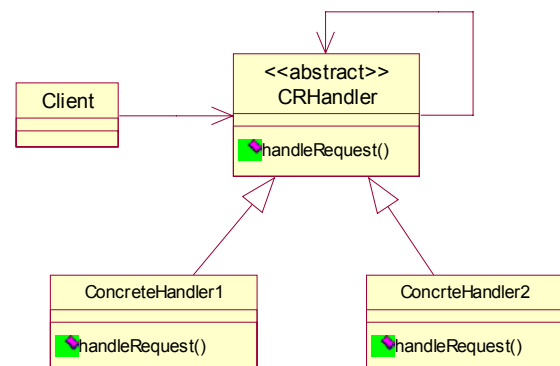 <<abstract>>
CRHandler
Client
handleRequest()
ConcreteHandler1
handleRequest()
ConcrteHandler2
handleRequest()